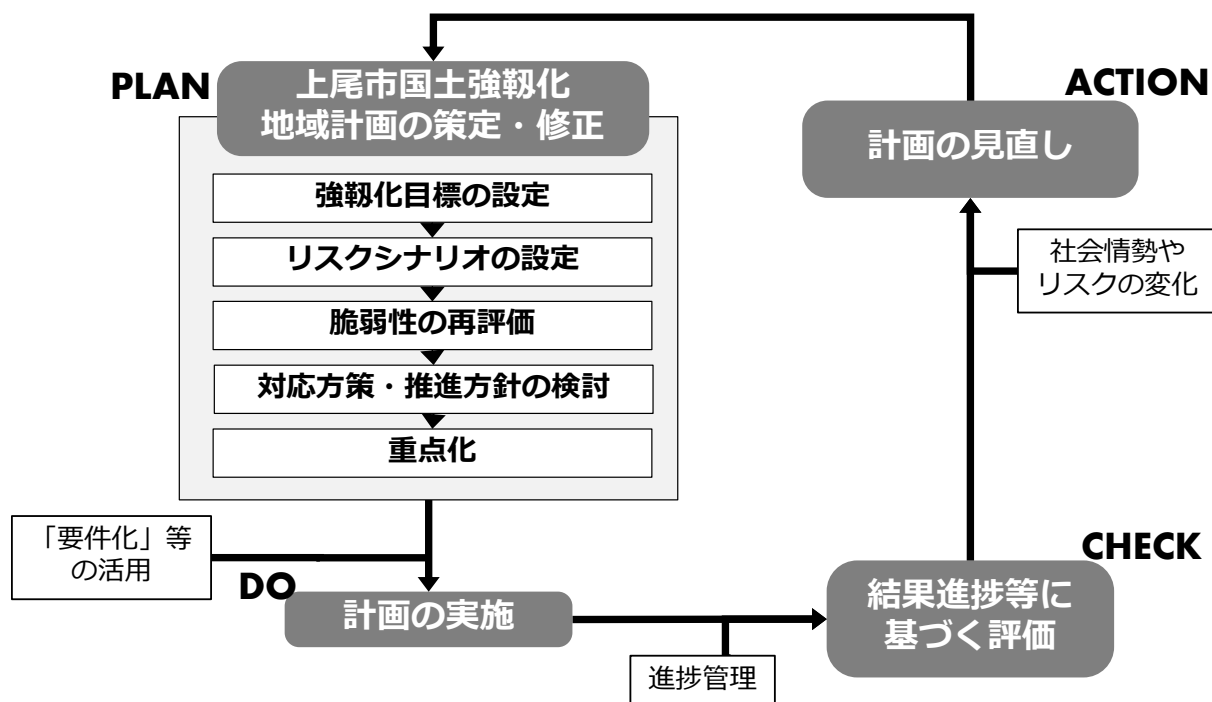 PLAN
上尾市国土強靱化
地域計画の策定・修正
強靱化目標の設定
リスクシナリオの設定
脆弱性の再評価
対応方策・推進方針の検討
重点化
「要件化」等
の活用
DO
計画の実施
進捗管理
CHECK
結果進捗等に
基づく評価
社会情勢や
リスクの変化
ACTION
計画の見直し